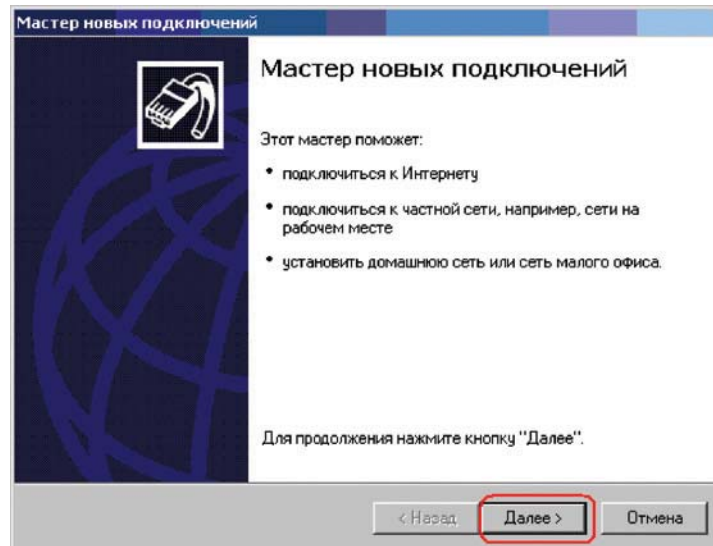 Мастер новых подключений
Мастер новых подключений
Этот мастер поможет:
• подключиться к Интернету
• подключиться к частной сети, например, сети на
рабочем месте
• установить домашнюю сеть или сеть малого офиса.
Для продолжения нажмите кнопку "Далее".
< Назад
Далее >
Отмена